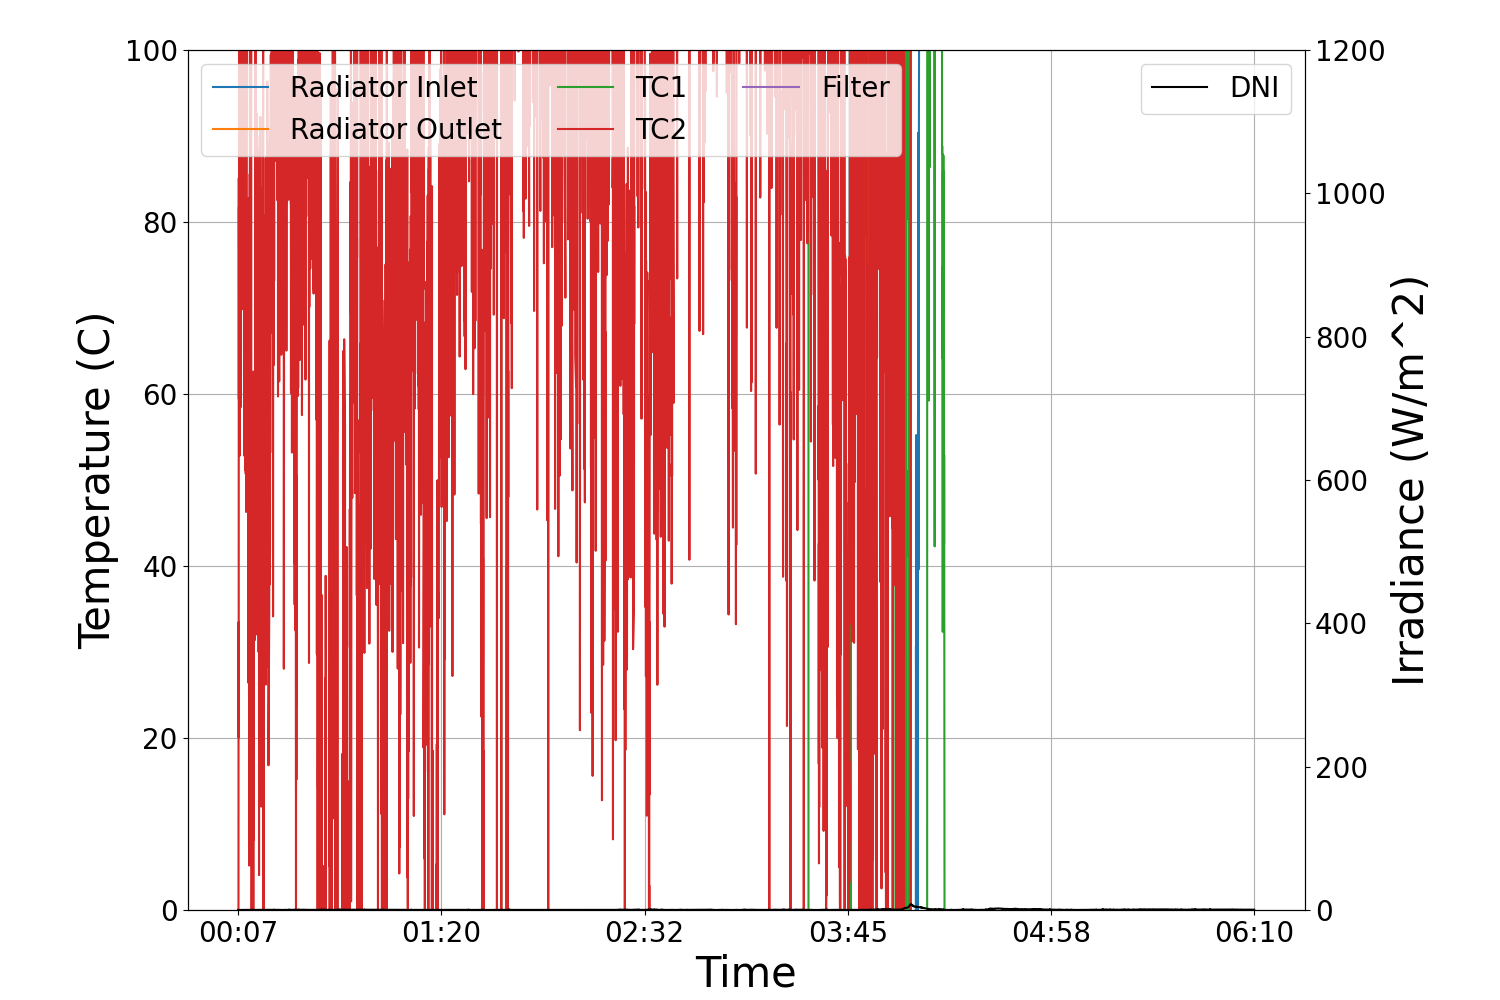 100
80
60
40
20
0
Temperature (C)
Radiator Inlet
Radiator Outlet
TC1
TC2
Filter
DNI
1200
1000
800
600
400
200
0
Irradiance (W/m^2)
00:07 01:20 02:32 03:45 04:58 06:10
Time